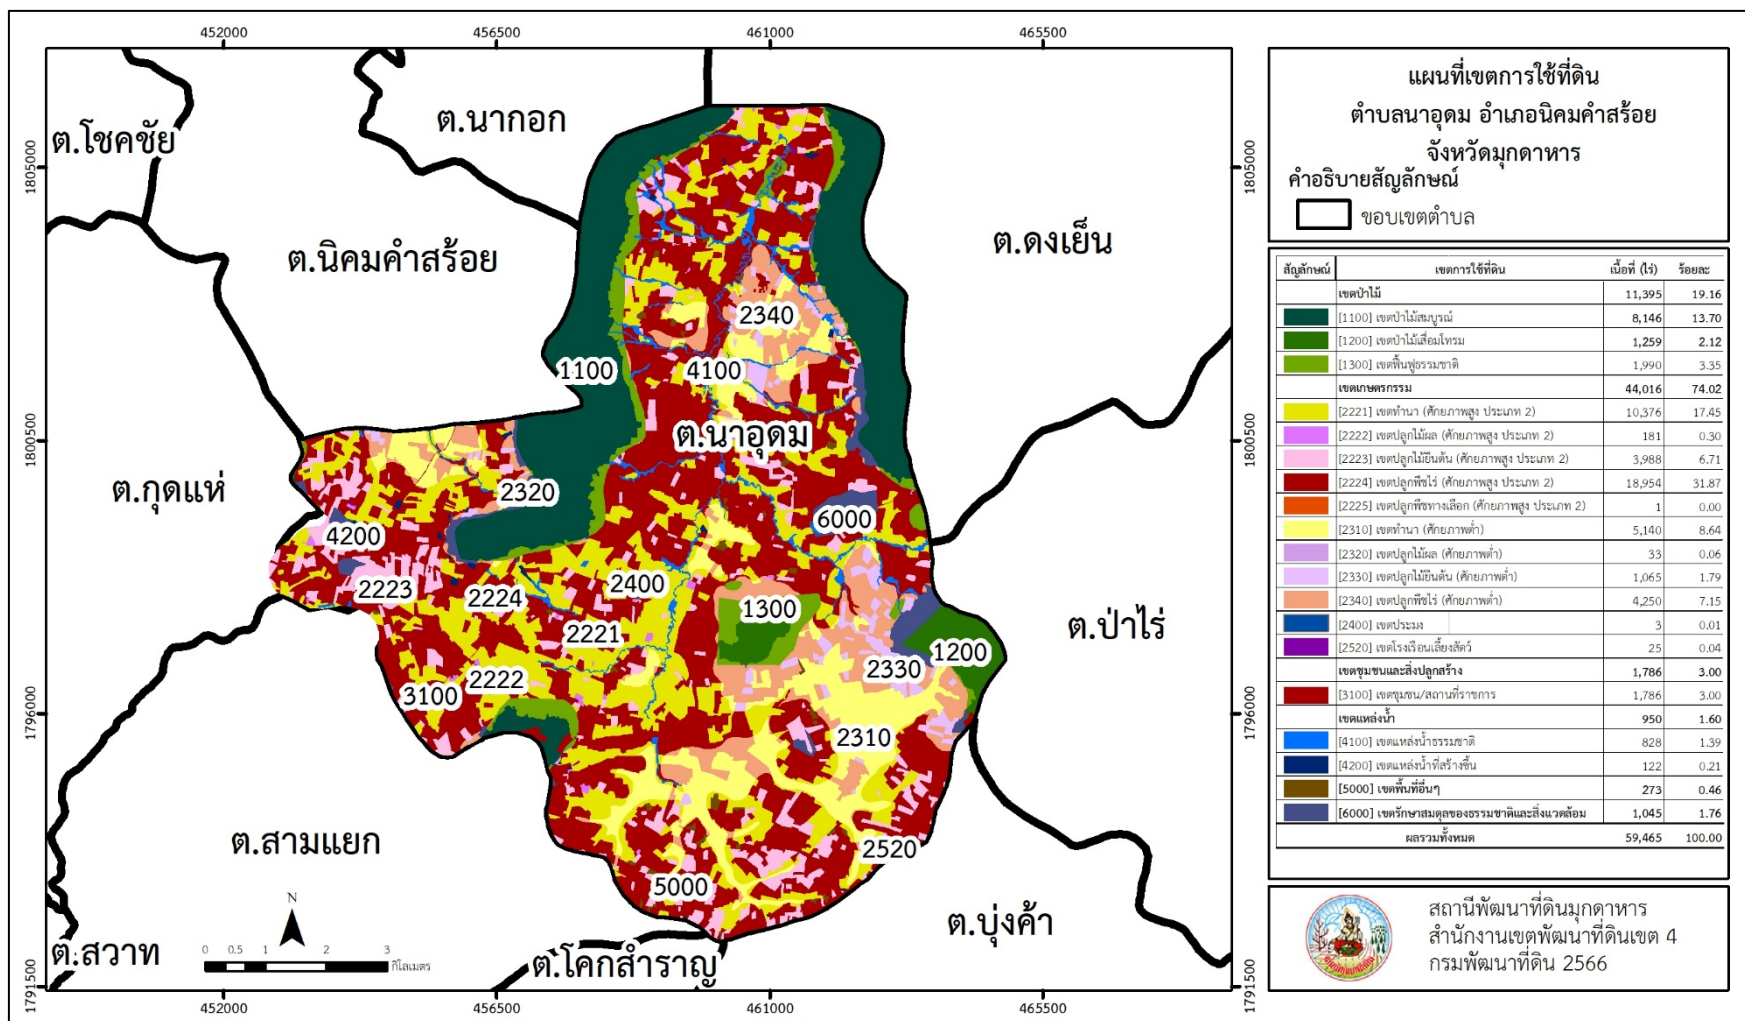 452000 456500 461000 465500
1805000
1800500
1796000
1791500
1805000
1800500
1796000
1791500
452000 456500 461000 465500
ต.โชคชัย
ต.นากอก
ต.นิคมคำสร้อย
ต.ดงเย็น
ต.กุดแห่
ต.นาอุดม
ต.ป่าไร่
ต.สามแยก
ต.สวาท
ต.โคกสำราญ
ต.บุ่งค้า
2340
1100
4100
2320
4200
6000
2223
2224
2400
1300
2221
1200
2330
2222
3100
2310
2520
5000
N
0 0.5 1 2 3
กิโลเมตร
แผนที่เขตการใช้ที่ดิน
ตำบลนาอุดม อำเภอนิคมคำสร้อย
จังหวัดมุกดาหาร
คำอธิบายสัญลักษณ์
ขอบเขตตำบล
สัญลักษณ์ เขตการใช้ที่ดิน เนื้อที่ (ไร่) ร้อยละ
เขตป่าไม้ 11,395 19.16
[1100] เขตป่าไม้สมบูรณ์ 8,146 13.70
[1200] เขตป่าไม้เสื่อมโทรม 1,259 2.12
[1300] เขตฟื้นฟูธรรมชาติ 1,990 3.35
เขตเกษตรกรรม 44,016 74.02
[2221] เขตทำนา (ศักยภาพสูง ประเภท 2) 10,376 17.45
[2222] เขตปลูกไม้ผล (ศักยภาพสูง ประเภท 2) 181 0.30
[2223] เขตปลูกไม้ยืนต้น (ศักยภาพสูง ประเภท 2) 3,988 6.71
[2224] เขตปลูกพืชไร่ (ศักยภาพสูง ประเภท 2) 18,954 31.87
[2225] เขตปลูกพืชทางเลือก (ศักยภาพสูง ประเภท 2) 1 0.00
[2310] เขตทำนา (ศักยภาพต่ำ) 5,140 8.64
[2320] เขตปลูกไม้ผล (ศักยภาพต่ำ) 33 0.06
[2330] เขตปลูกไม้ยืนต้น (ศักยภาพต่ำ) 1,065 1.79
[2340] เขตปลูกพืชไร่ (ศักยภาพต่ำ) 4,250 7.15
[2400] เขตประมง 3 0.01
[2520] เขตโรงเรือนเลี้ยงสัตว์ 25 0.04
เขตชุมชนและสิ่งปลูกสร้าง 1,786 3.00
[3100] เขตชุมชน/สถานที่ราชการ 1,786 3.00
เขตแหล่งน้ำ 950 1.60
[4100] เขตแหล่งน้ำธรรมชาติ 828 1.39
[4200] เขตแหล่งน้ำที่สร้างขึ้น 122 0.21
[5000] เขตพื้นที่อื่นๆ 273 0.46
[6000] เขตรักษาสมดุลของธรรมชาติและสิ่งแวดล้อม 1,045 1.76
ผลรวมทั้งหมด 59,465 100.00
สถานีพัฒนาที่ดินมุกดาหาร
สำนักงานเขตพัฒนาที่ดินเขต 4
กรมพัฒนาที่ดิน 2566